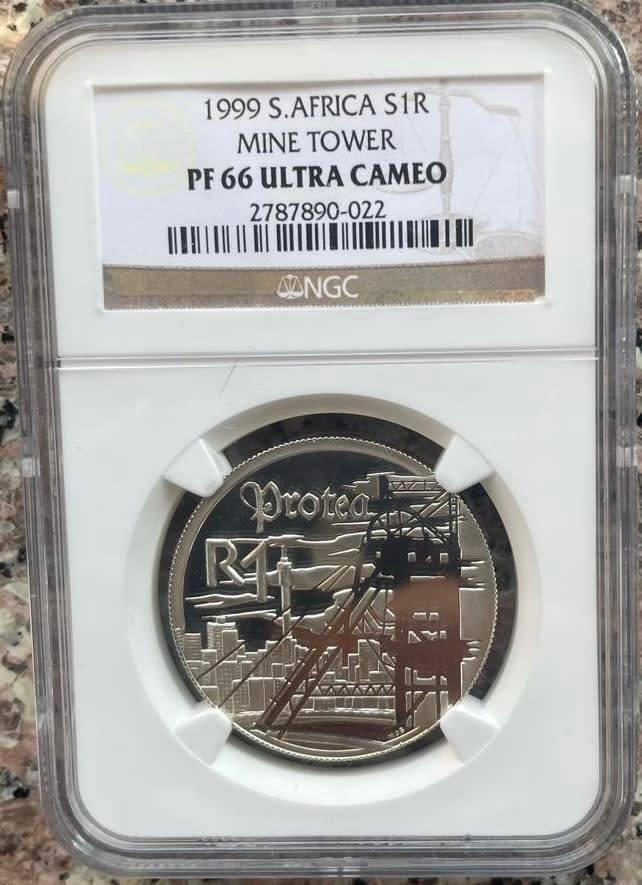 1999 S.AFRICA S1R
MINE TOWER
PF 66 ULTRA CAMEO
2787890-022
NGC
Protea
R1